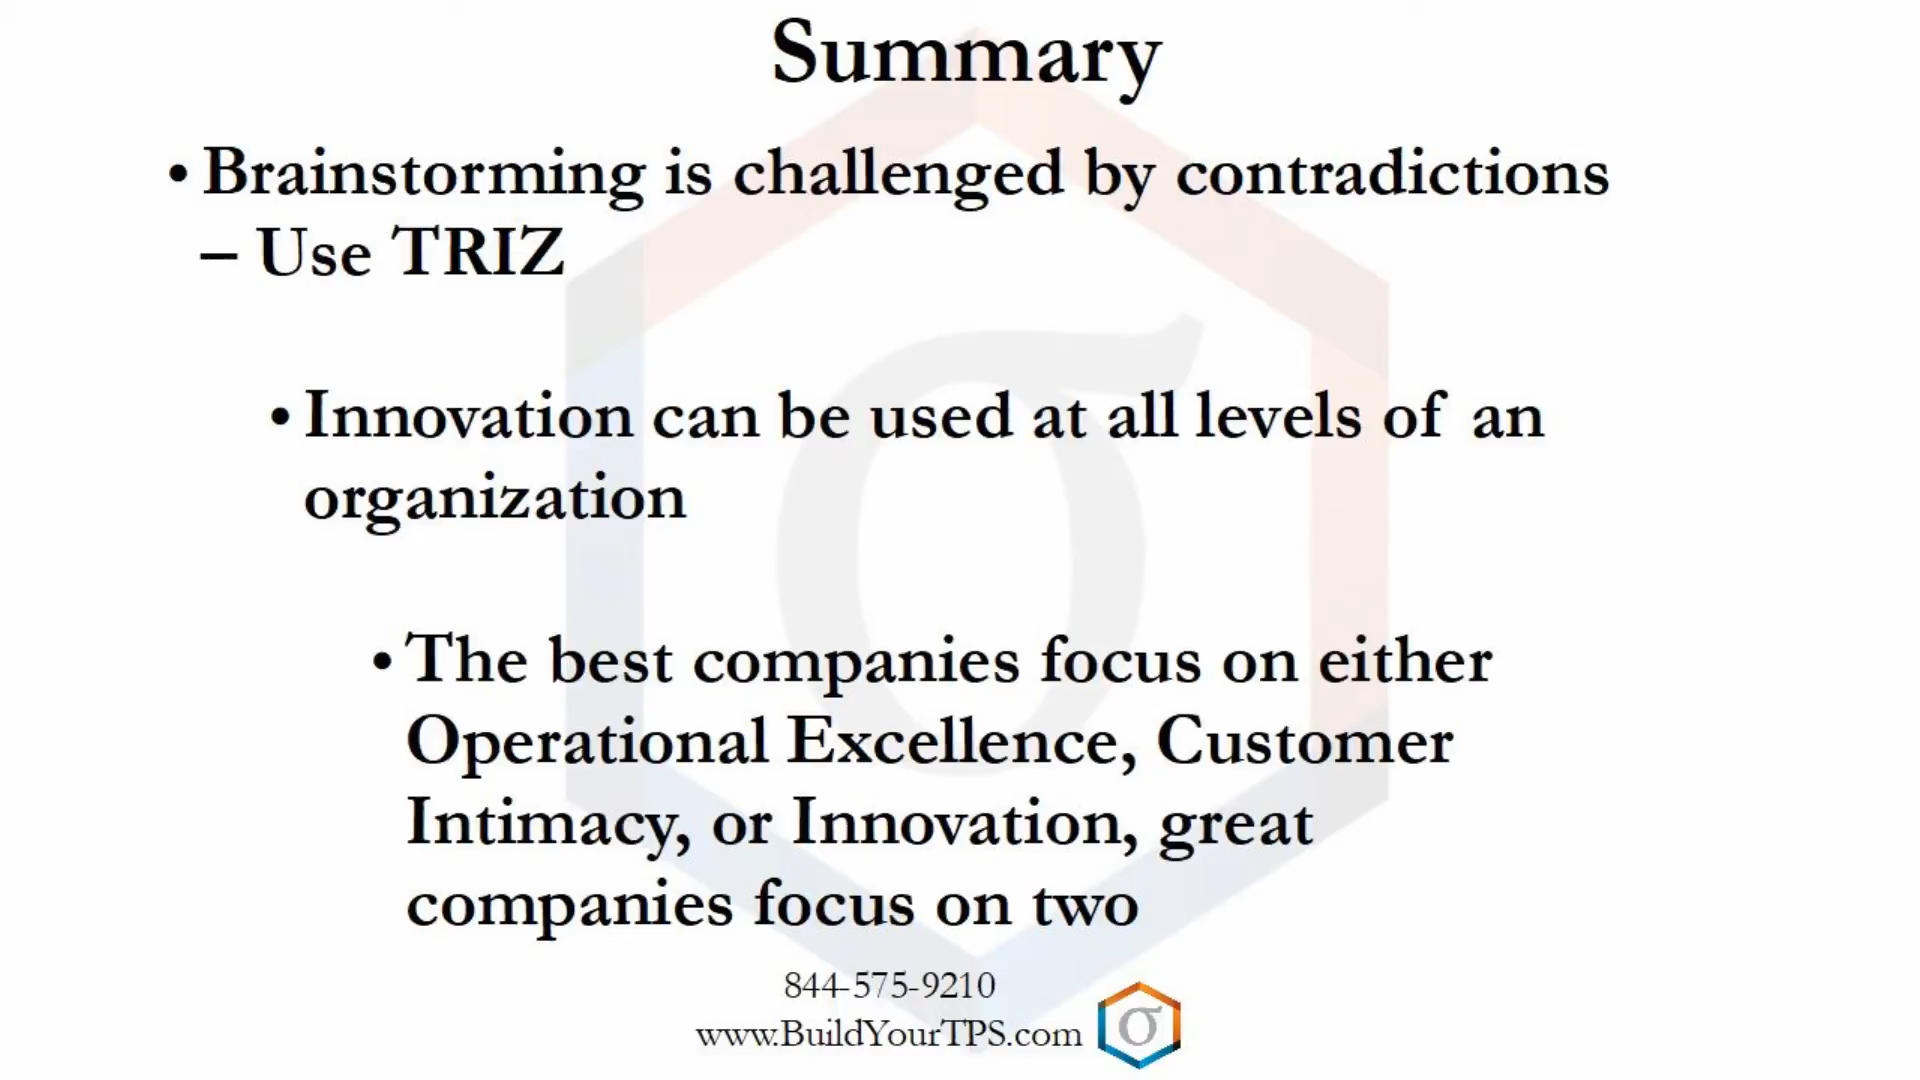 Summary
• Brainstorming is challenged by contradictions
– Use TRIZ
• Innovation can be used at all levels of an
organization
• The best companies focus on either
Operational Excellence, Customer
Intimacy, or Innovation, great
companies focus on two
844-575-9210
www.BuildYourTPS.com
σ